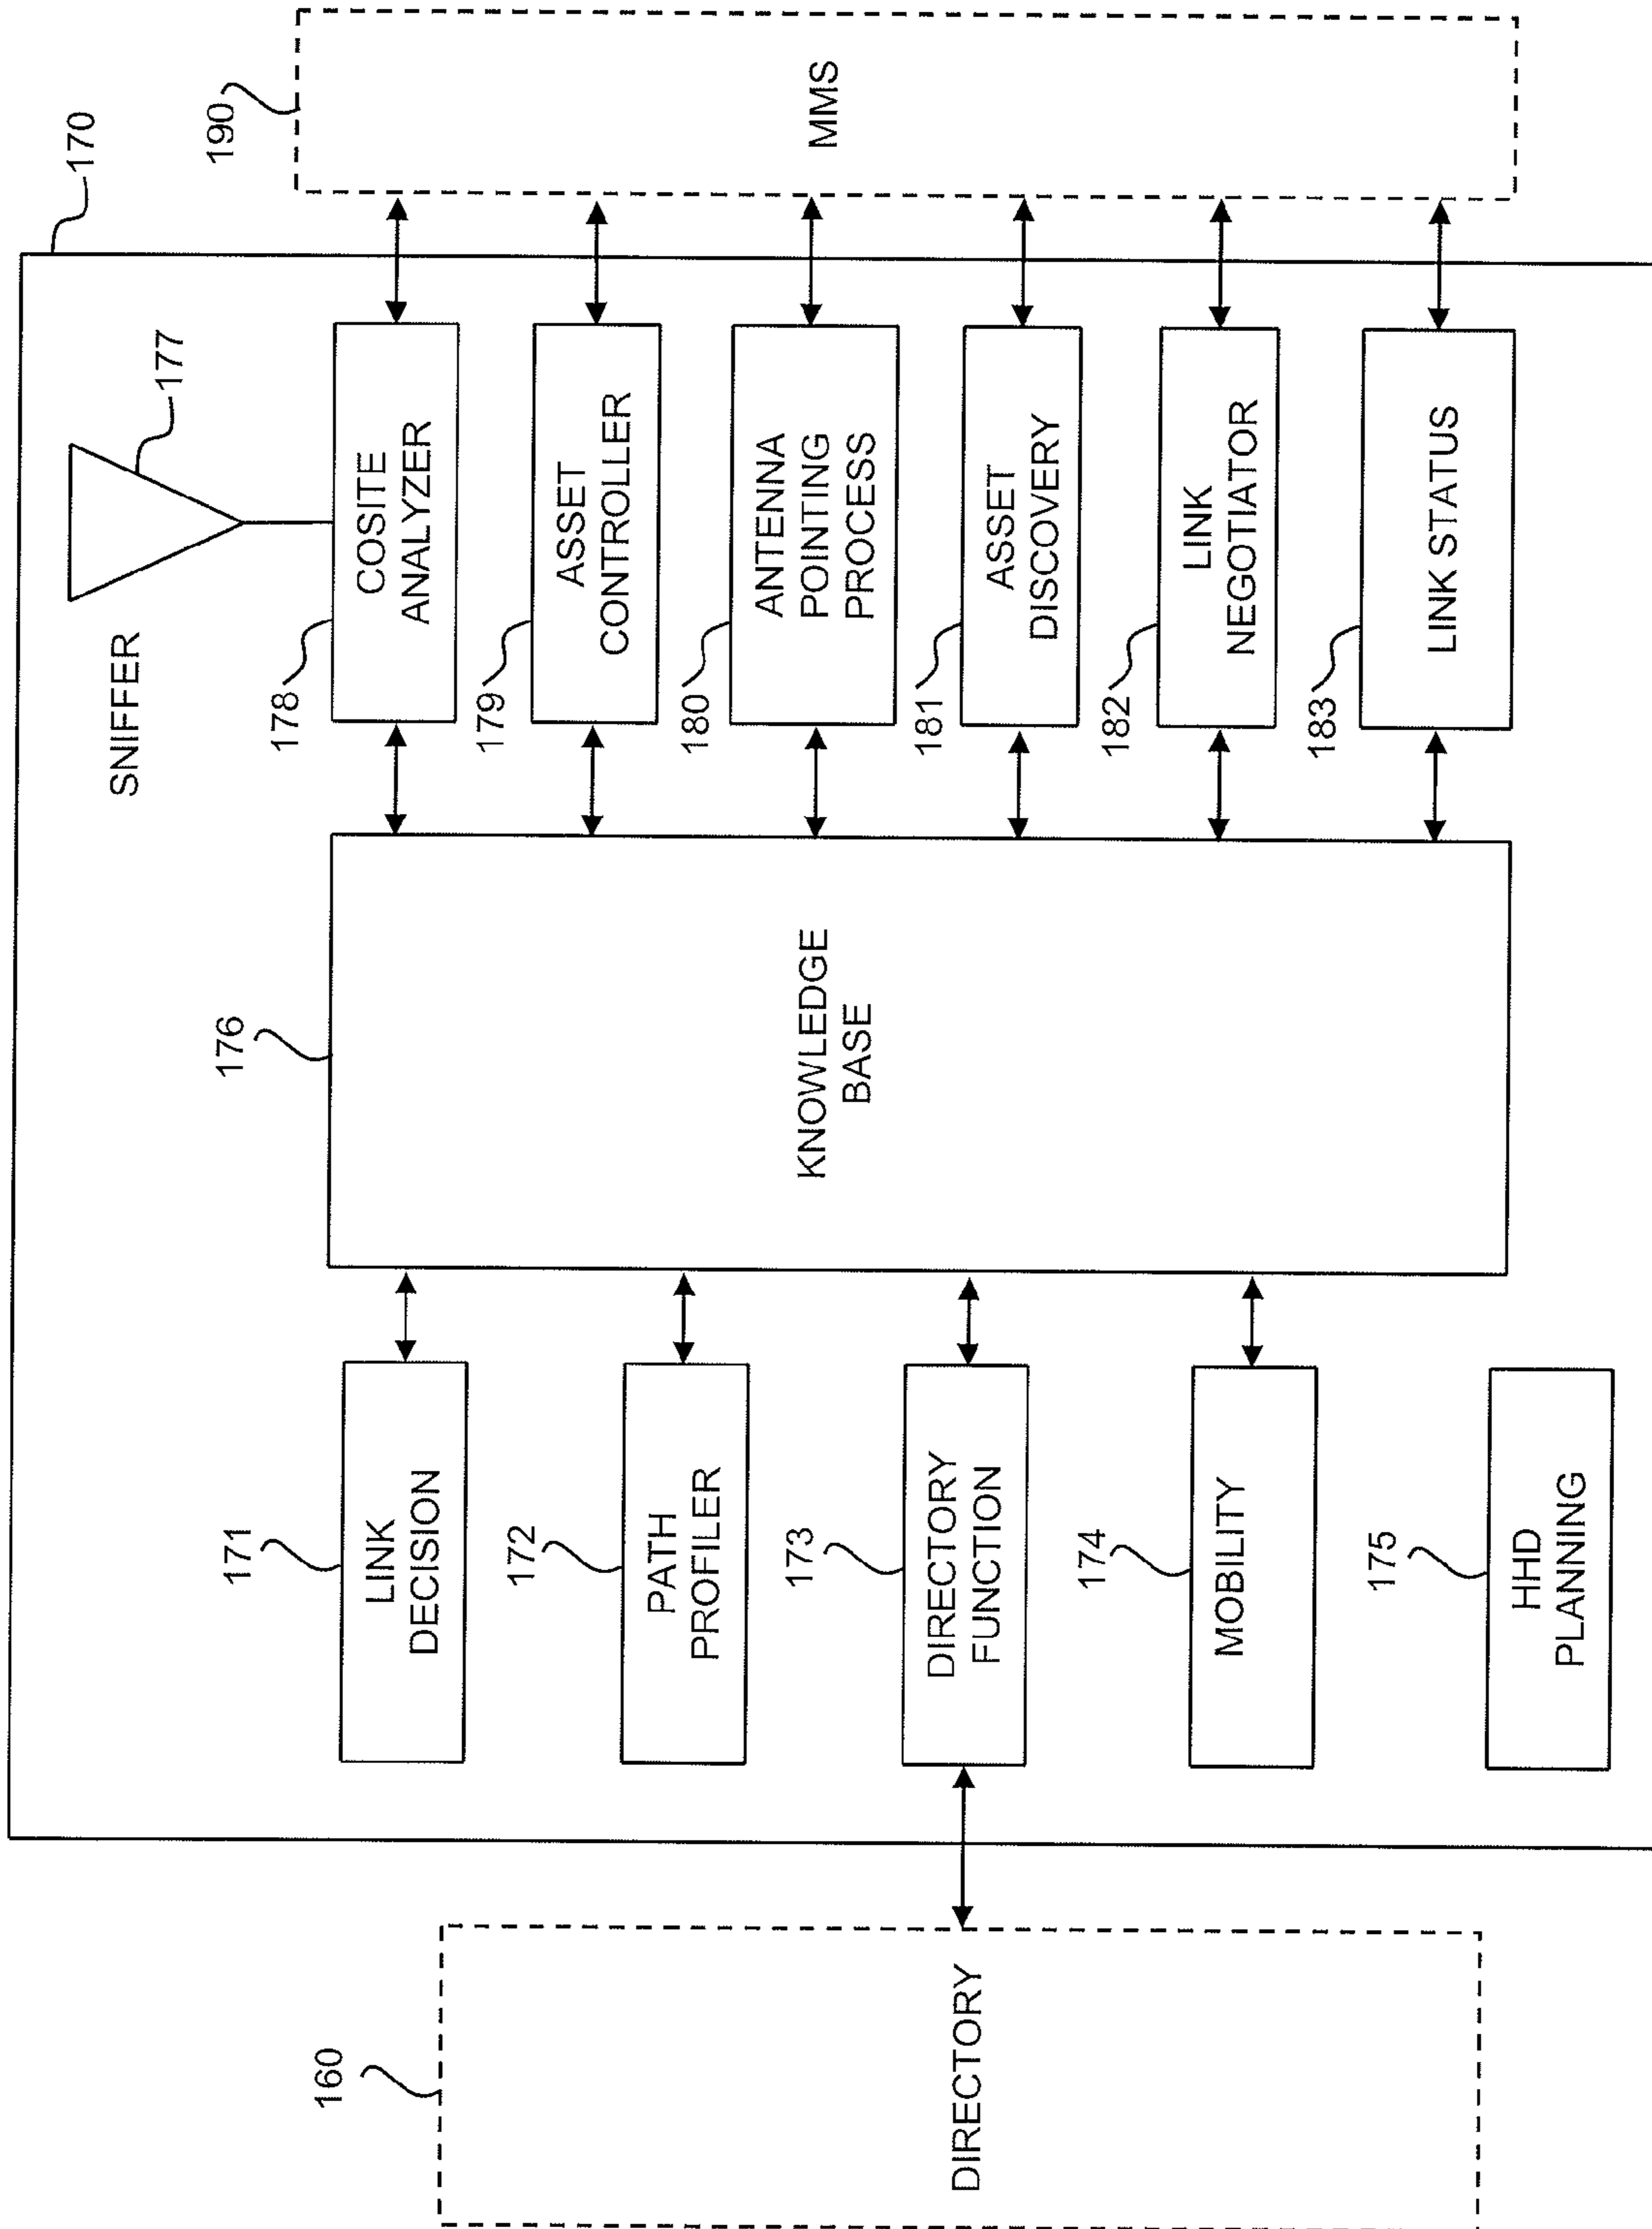 160
DIRECTORY
170
171
LINK
DECISION
172
PATH
PROFILER
173
DIRECTORY
FUNCTION
174
MOBILITY
175
HHD
PLANNING
176
KNOWLEDGE
BASE
SNIFFER
177
178
COSITE
ANALYZER
179
ASSET
CONTROLLER
180
ANTENNA
POINTING
PROCESS
181
ASSET
DISCOVERY
182
LINK
NEGOTIATOR
183
LINK STATUS
190
MMS